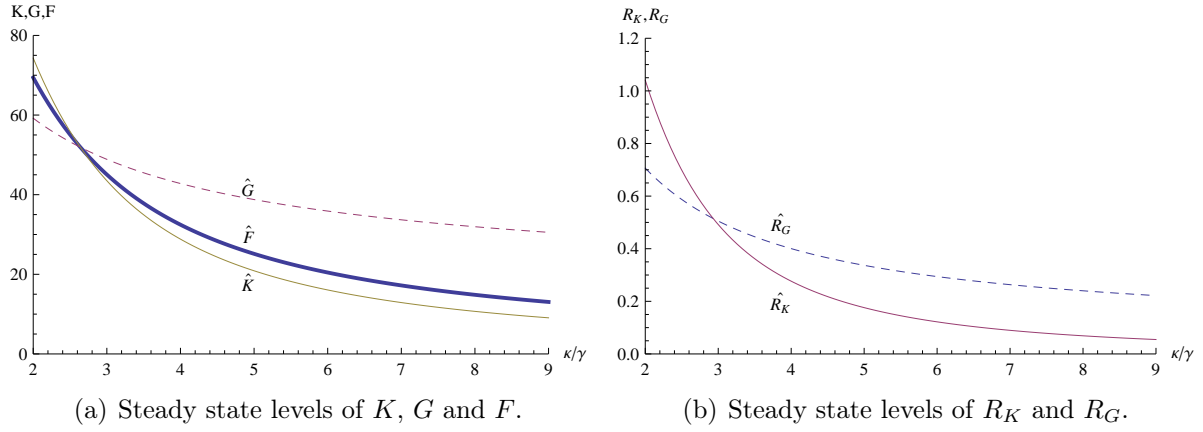 K,G,F
80
60
40
20
0
Ĝ
F̂
K̂
2 3 4 5 6 7 8 9
κ/γ
(a) Steady state levels of K, G and F.
R_K,R_G
1.2
1.0
0.8
0.6
0.4
0.2
0.0
R̂_G
R̂_K
2 3 4 5 6 7 8 9
κ/γ
(b) Steady state levels of R_K and R_G.